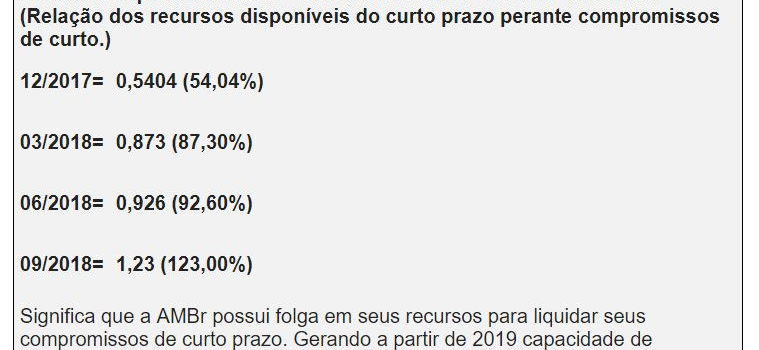 (Relação dos recursos disponíveis do curto prazo perante compromissos
de curto.)
12/2017= 0,5404 (54,04%)
03/2018= 0,873 (87,30%)
06/2018= 0,926 (92,60%)
09/2018= 1,23 (123,00%)
Significa que a AMBr possui folga em seus recursos para liquidar seus
compromissos de curto prazo. Gerando a partir de 2019 capacidade de